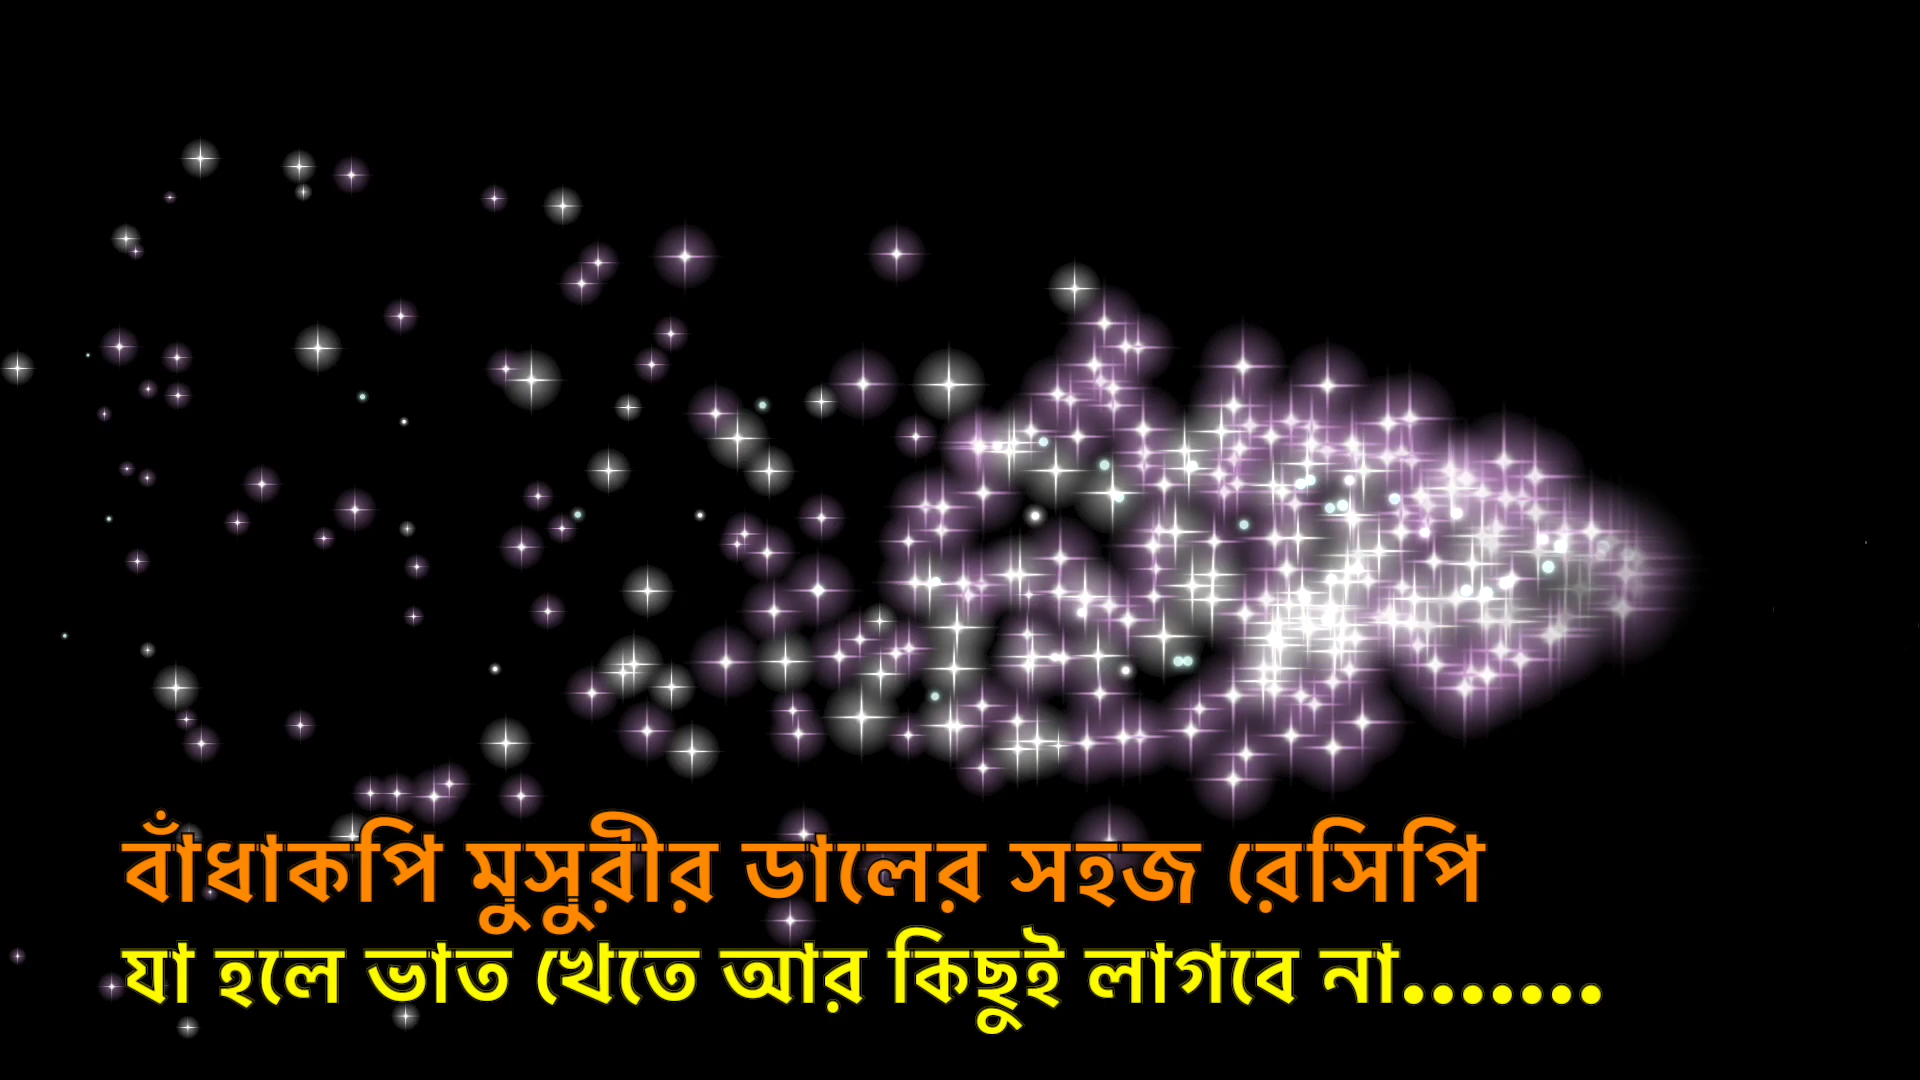 বাঁধাকপি মুসুরীর ডালের সহজ রেসিপি
যা হলে ভাত খেতে আর কিছুই লাগবে না.......